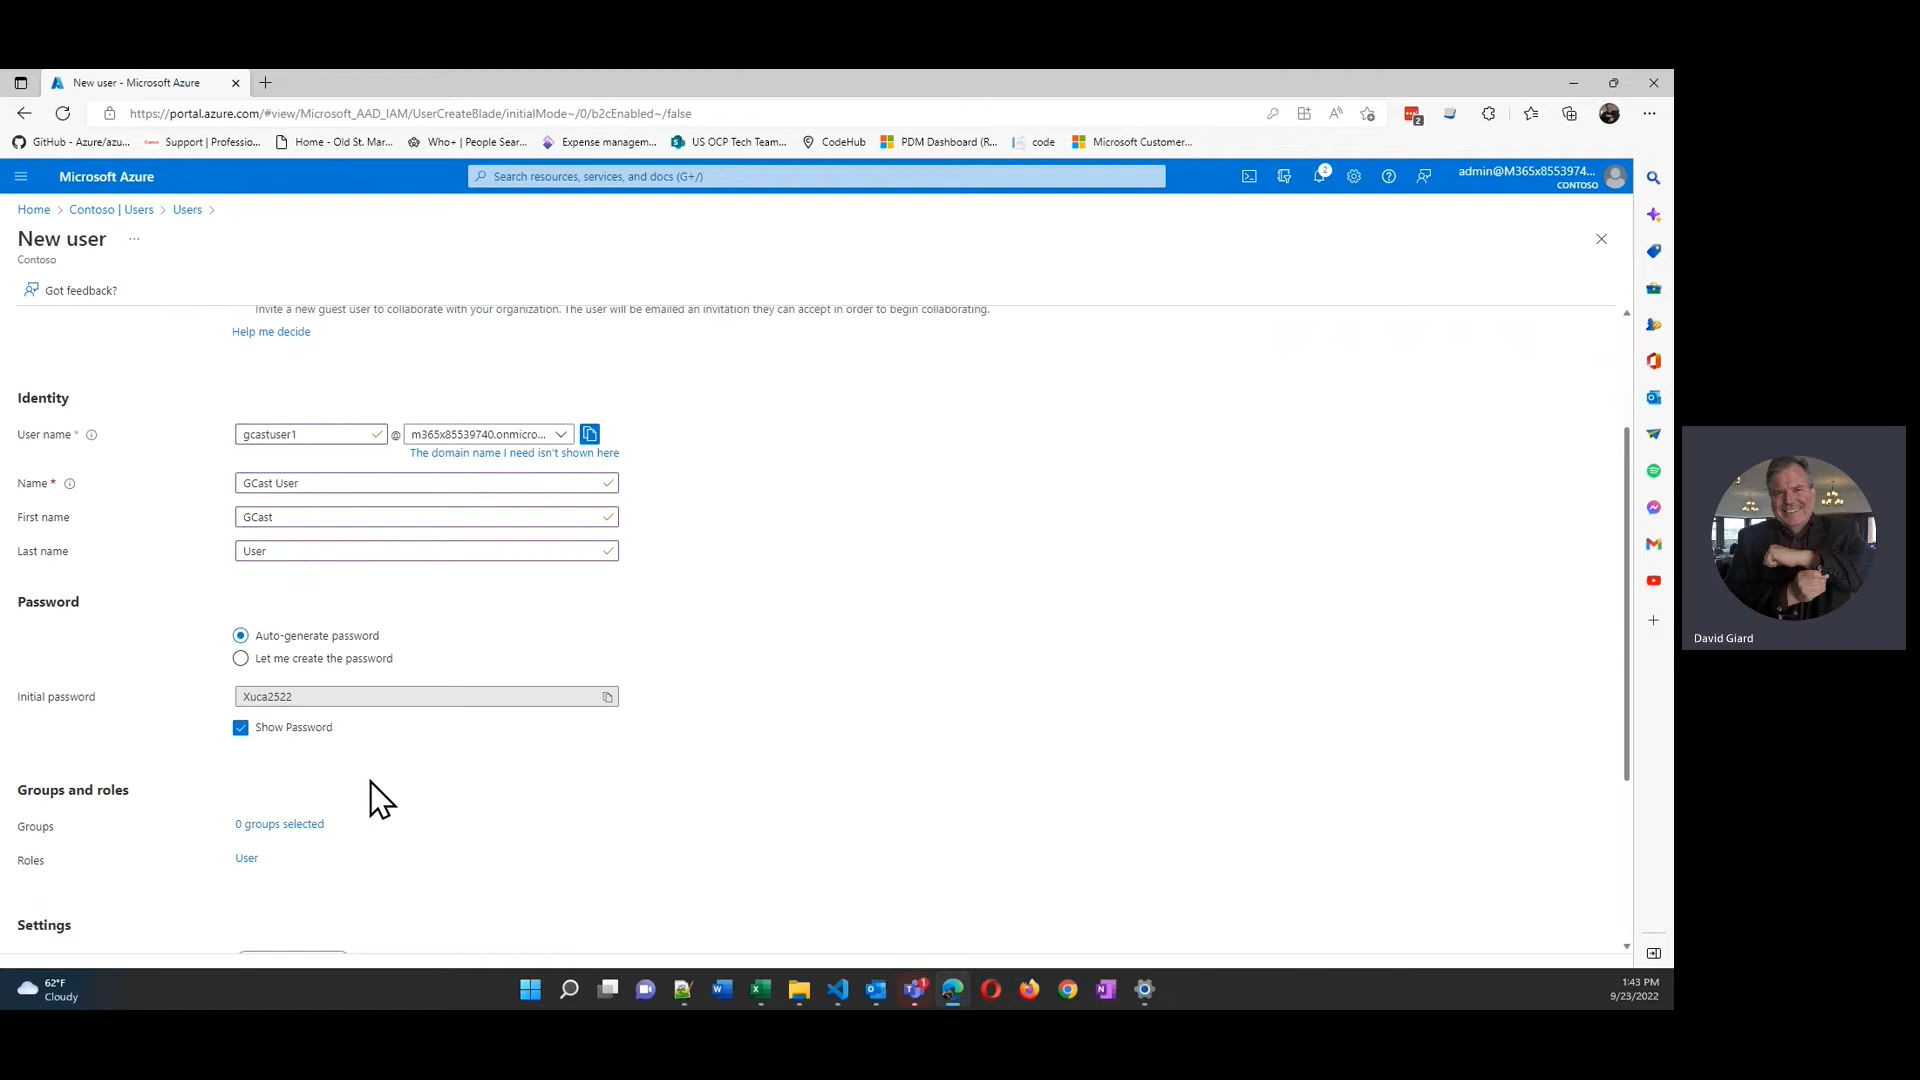 New user - Microsoft Azure
https://portal.azure.com/#view/Microsoft_AAD_IAM/UserCreateBlade/initialMode~/0/b2cEnabled~/false
2
GitHub - Azure/azu... Support | Professio... Home - Old St. Mar... Who+ | People Sear... Expense managem... US OCP Tech Team... CodeHub PDM Dashboard (R... code Microsoft Customer...
Microsoft Azure
Search resources, services, and docs (G+/)
2
admin@M365x8553974...
CONTOSO
Home > Contoso | Users > Users >
New user ...
Contoso
Got feedback?
Invite a new guest user to collaborate with your organization. The user will be emailed an invitation they can accept in order to begin collaborating.
Help me decide
Identity
User name * gcastuser1 @ m365x85539740.onmicro...
The domain name I need isn't shown here
Name * GCast User
First name GCast
Last name User
Password
Auto-generate password
Let me create the password
Initial password Xuca2522
Show Password
Groups and roles
Groups 0 groups selected
Roles User
Settings
David Giard
62°F
Cloudy
1:43 PM
9/23/2022